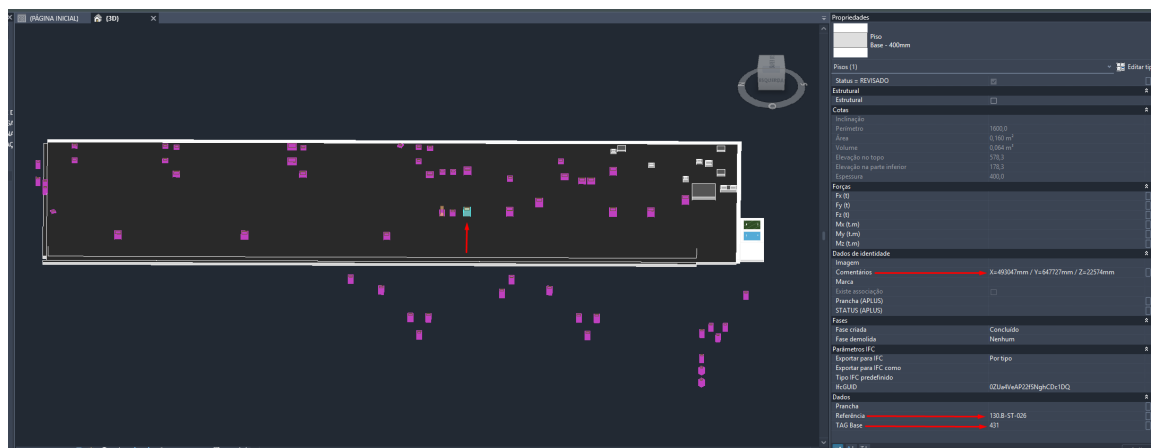 (PÁGINA INICIAL)
(3D)
Propriedades
Piso
Base - 400mm
Pisos (1)
Editar tip
Status = REVISADO
Estrutural
Estrutural
Cotas
Inclinação
Perímetro 1600,0
Área 0,160 m²
Volume 0,064 m³
Elevação no topo 578,3
Elevação na parte inferior 178,3
Espessura 400,0
Forças
Fx (t)
Fy (t)
Fz (t)
Mx (t.m)
My (t.m)
Mz (t.m)
Dados de identidade
Imagem
Comentários X=493047mm / Y=647727mm / Z=22574mm
Marca
Existe associação
Prancha (APLUS)
STATUS (APLUS)
Fases
Fase criada Concluído
Fase demolida Nenhum
Parâmetros IFC
Exportar para IFC Por tipo
Exportar para IFC como
Tipo IFC predefinido
IfcGUID 0ZUa4VeAP22fSNghCDc1DQ
Dados
Prancha
Referência 130.B-ST-026
TAG Base 431